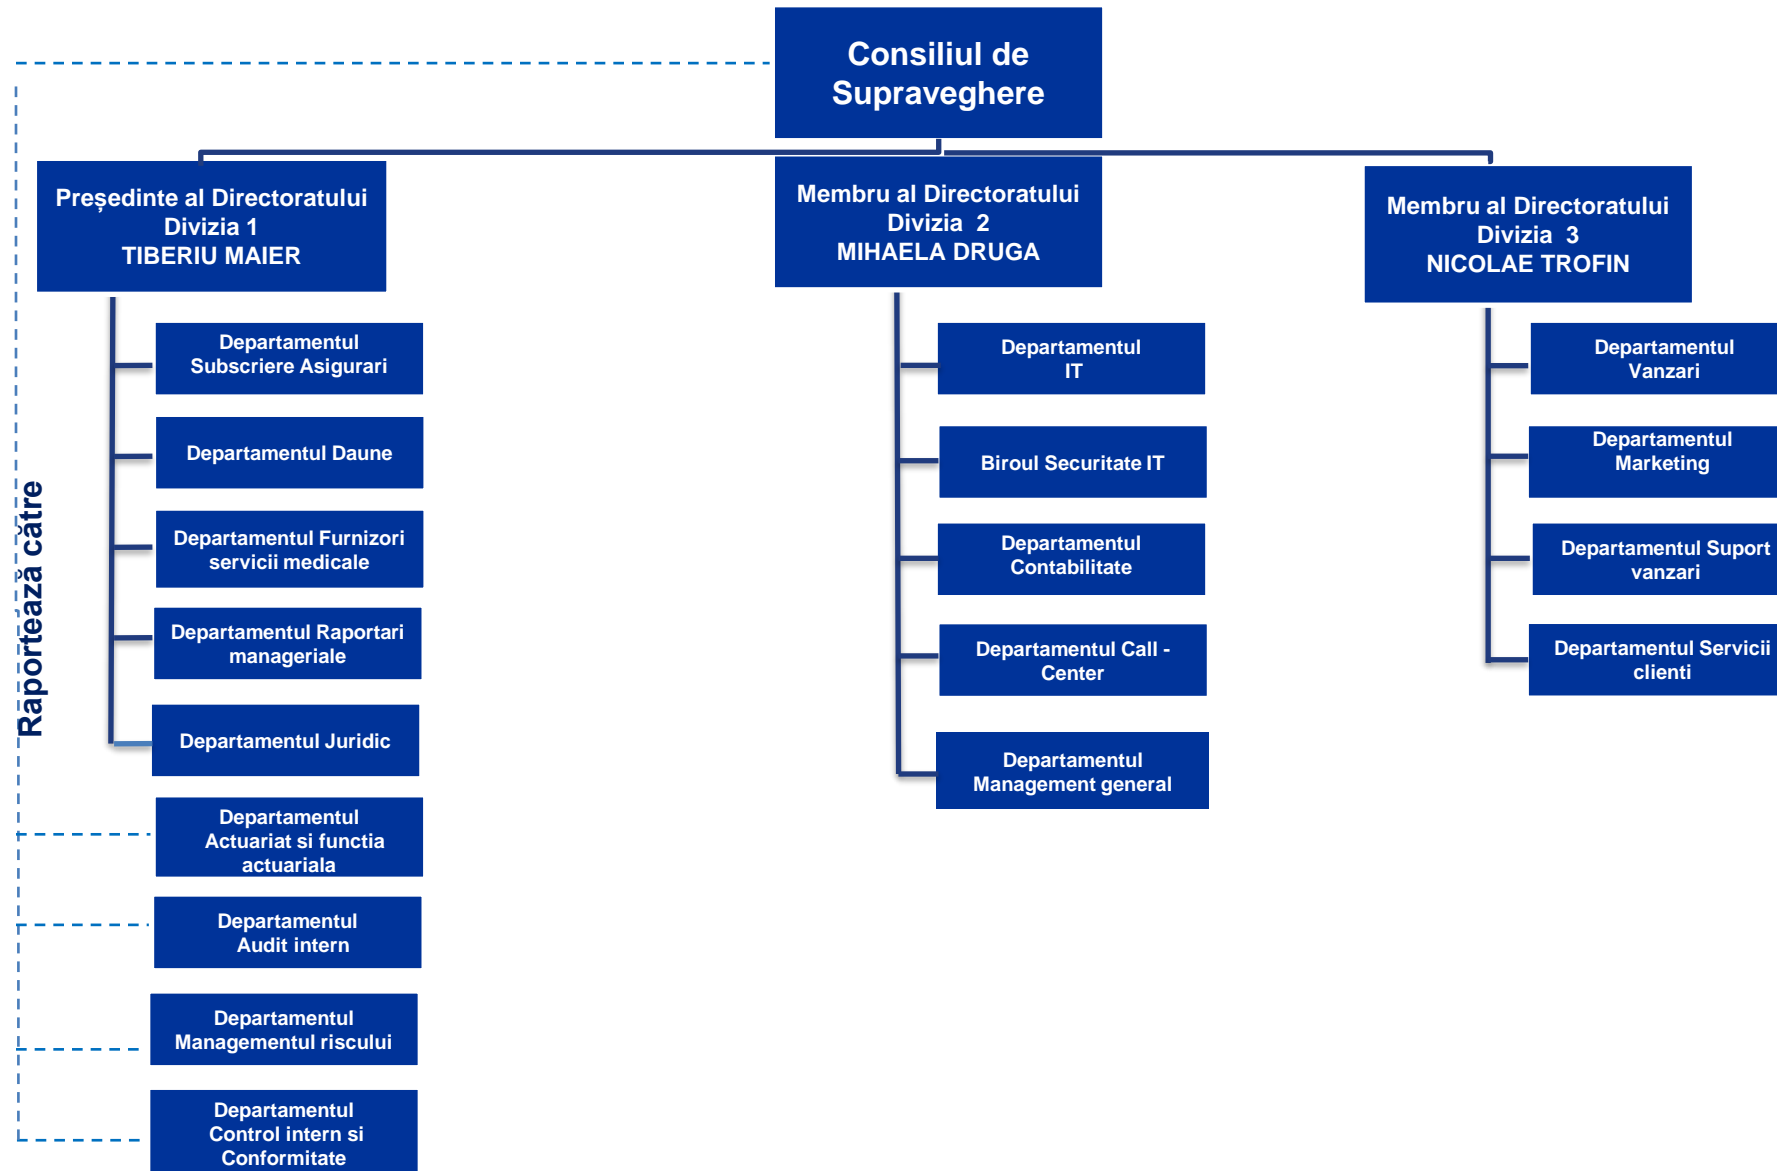 Consiliul de
Supraveghere
Președinte al Directoratului
Divizia 1
TIBERIU MAIER
Membru al Directoratului
Divizia 2
MIHAELA DRUGA
Membru al Directoratului
Divizia 3
NICOLAE TROFIN
Raportează către
Departamentul
Subscriere Asigurari
Departamentul Daune
Departamentul Furnizori
servicii medicale
Departamentul Raportari
manageriale
Departamentul Juridic
Departamentul
Actuariat si functia
actuariala
Departamentul
Audit intern
Departamentul
Managementul riscului
Departamentul
Control intern si
Conformitate
Departamentul
IT
Biroul Securitate IT
Departamentul
Contabilitate
Departamentul Call -
Center
Departamentul
Management general
Departamentul
Vanzari
Departamentul
Marketing
Departamentul Suport
vanzari
Departamentul Servicii
clienti